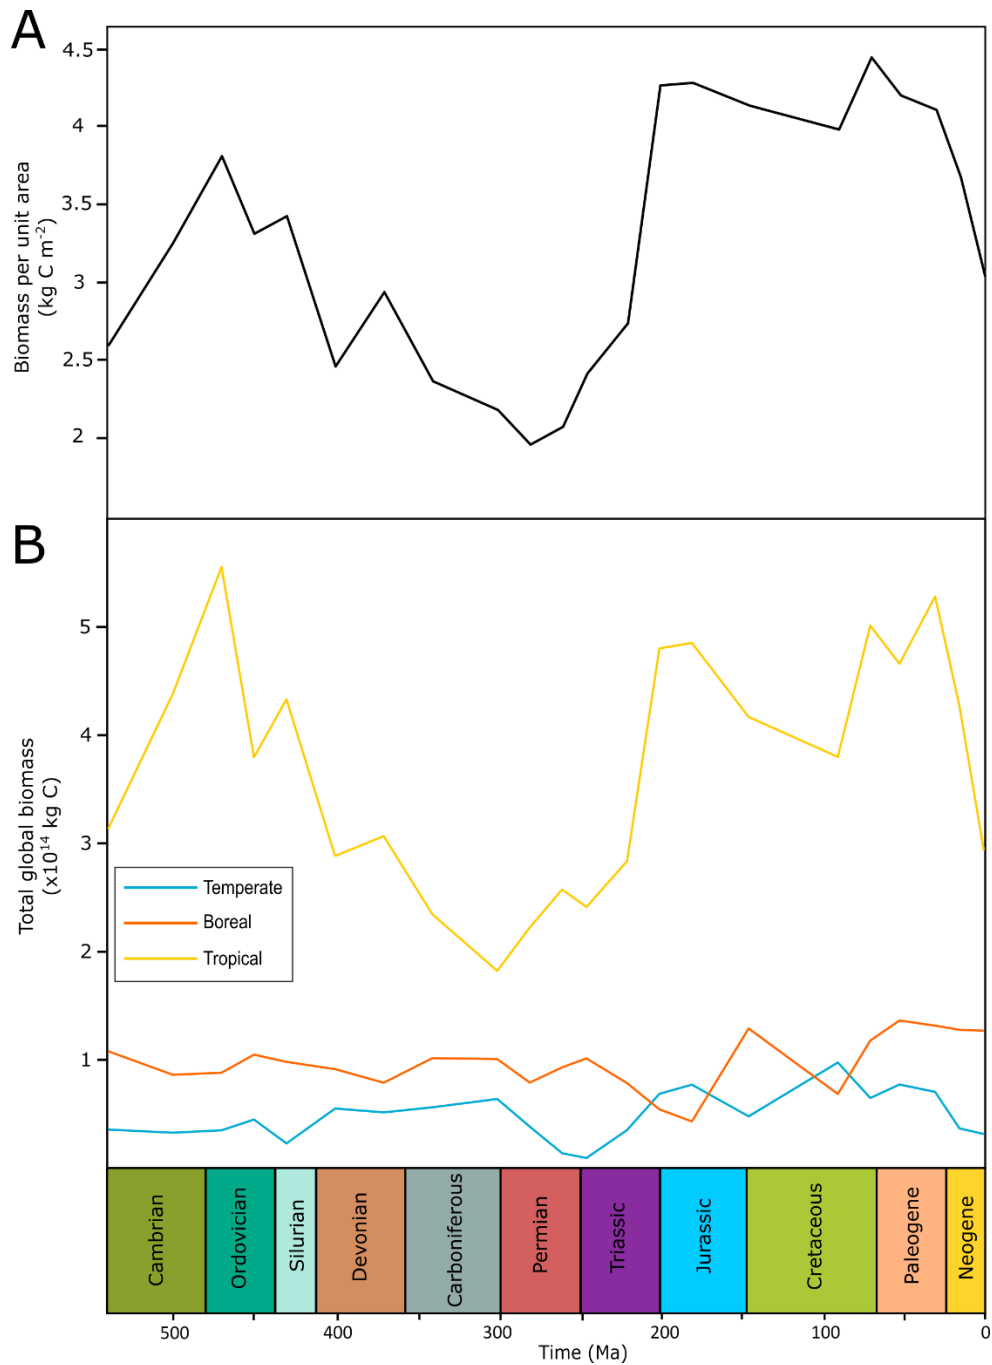 A
4.5
4
3.5
3
2.5
2
Biomass per unit area
(kg C m⁻²)
B
5
4
3
2
1
Total global biomass
(x10¹⁴ kg C)
Temperate
Boreal
Tropical
Cambrian
Ordovician
Silurian
Devonian
Carboniferous
Permian
Triassic
Jurassic
Cretaceous
Paleogene
Neogene
500
400
300
200
100
0
Time (Ma)